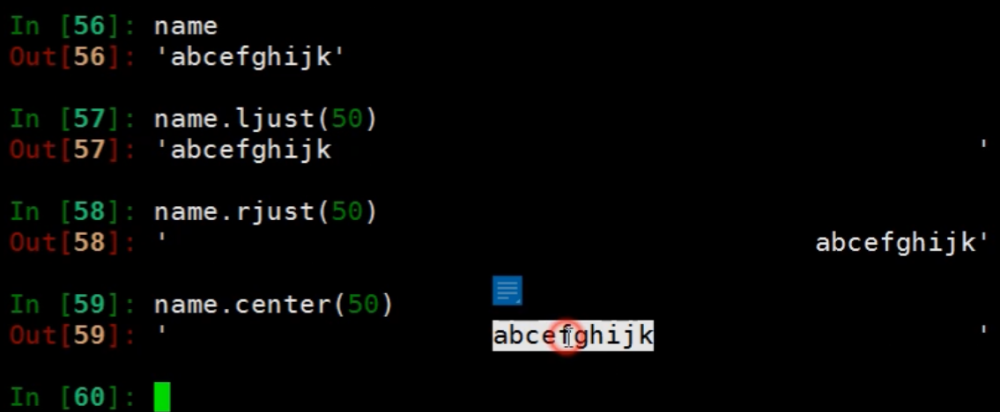 In [56]: name
Out[56]: 'abcefghijk'
In [57]: name.ljust(50)
Out[57]: 'abcefghijk                                        '
In [58]: name.rjust(50)
Out[58]: '                                        abcefghijk'
In [59]: name.center(50)
Out[59]: '                    abcefghijk                    '
In [60]: